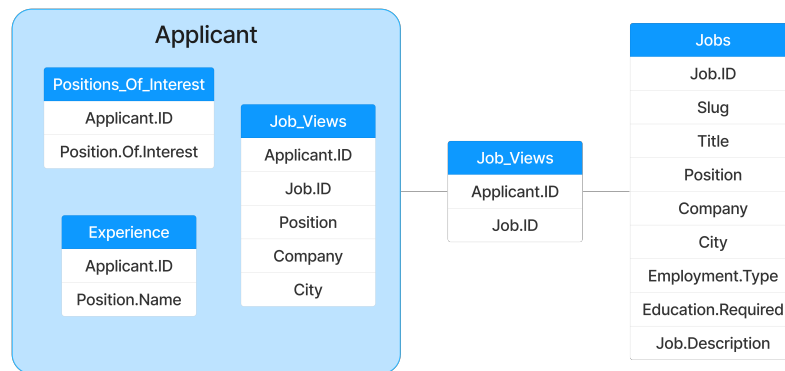 Applicant
Positions_Of_Interest
Applicant.ID
Position.Of.Interest
Experience
Applicant.ID
Position.Name
Job_Views
Applicant.ID
Job.ID
Position
Company
City
Job_Views
Applicant.ID
Job.ID
Jobs
Job.ID
Slug
Title
Position
Company
City
Employment.Type
Education.Required
Job.Description